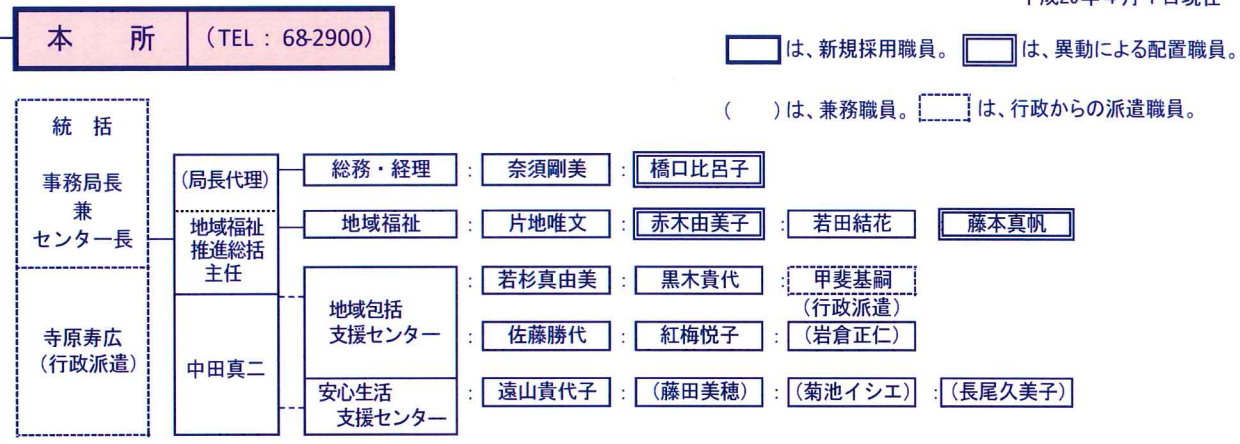 本　所 （TEL : 68-2900）
は、新規採用職員。 は、異動による配置職員。
（　　）は、兼務職員。 は、行政からの派遣職員。
統　括
事務局長
兼
センター長
寺原寿広
（行政派遣）
（局長代理）
地域福祉
推進総括
主任
中田真二
総務・経理 : 奈須剛美 : 橋口比呂子
地域福祉 : 片地唯文 : 赤木由美子 : 若田結花 藤本真帆
地域包括
支援センター
: 若杉真由美 : 黒木貴代 : 甲斐基嗣
（行政派遣）
: 佐藤勝代 : 紅梅悦子 : （岩倉正仁）
安心生活
支援センター
: 遠山貴代子 : （藤田美穂） : （菊池イシエ） : （長尾久美子）